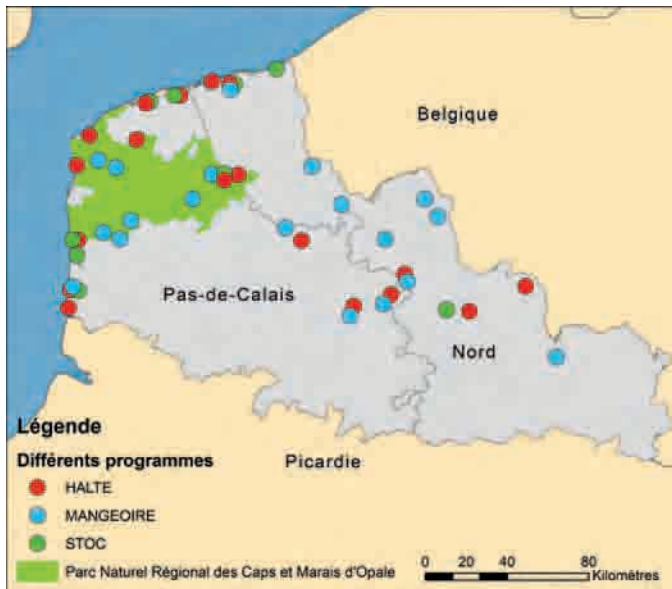 Belgique
Pas-de-Calais
Nord
Picardie
Légende
Différents programmes
HALTE
MANGEOIRE
STOC
Parc Naturel Régional des Caps et Marais d'Opale
0 20 40 80
Kilomètres